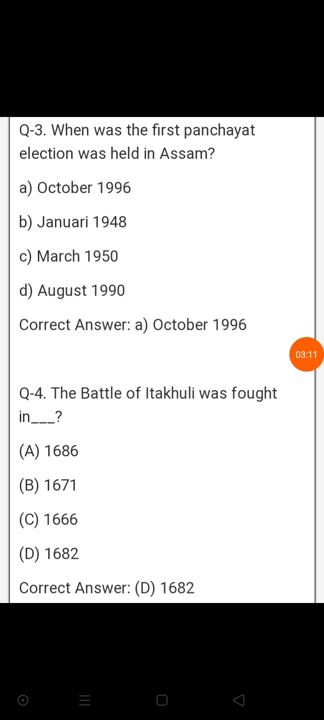 Q-3. When was the first panchayat
election was held in Assam?
a) October 1996
b) Januari 1948
c) March 1950
d) August 1990
Correct Answer: a) October 1996
03:11
Q-4. The Battle of Itakhuli was fought
in___?
(A) 1686
(B) 1671
(C) 1666
(D) 1682
Correct Answer: (D) 1682